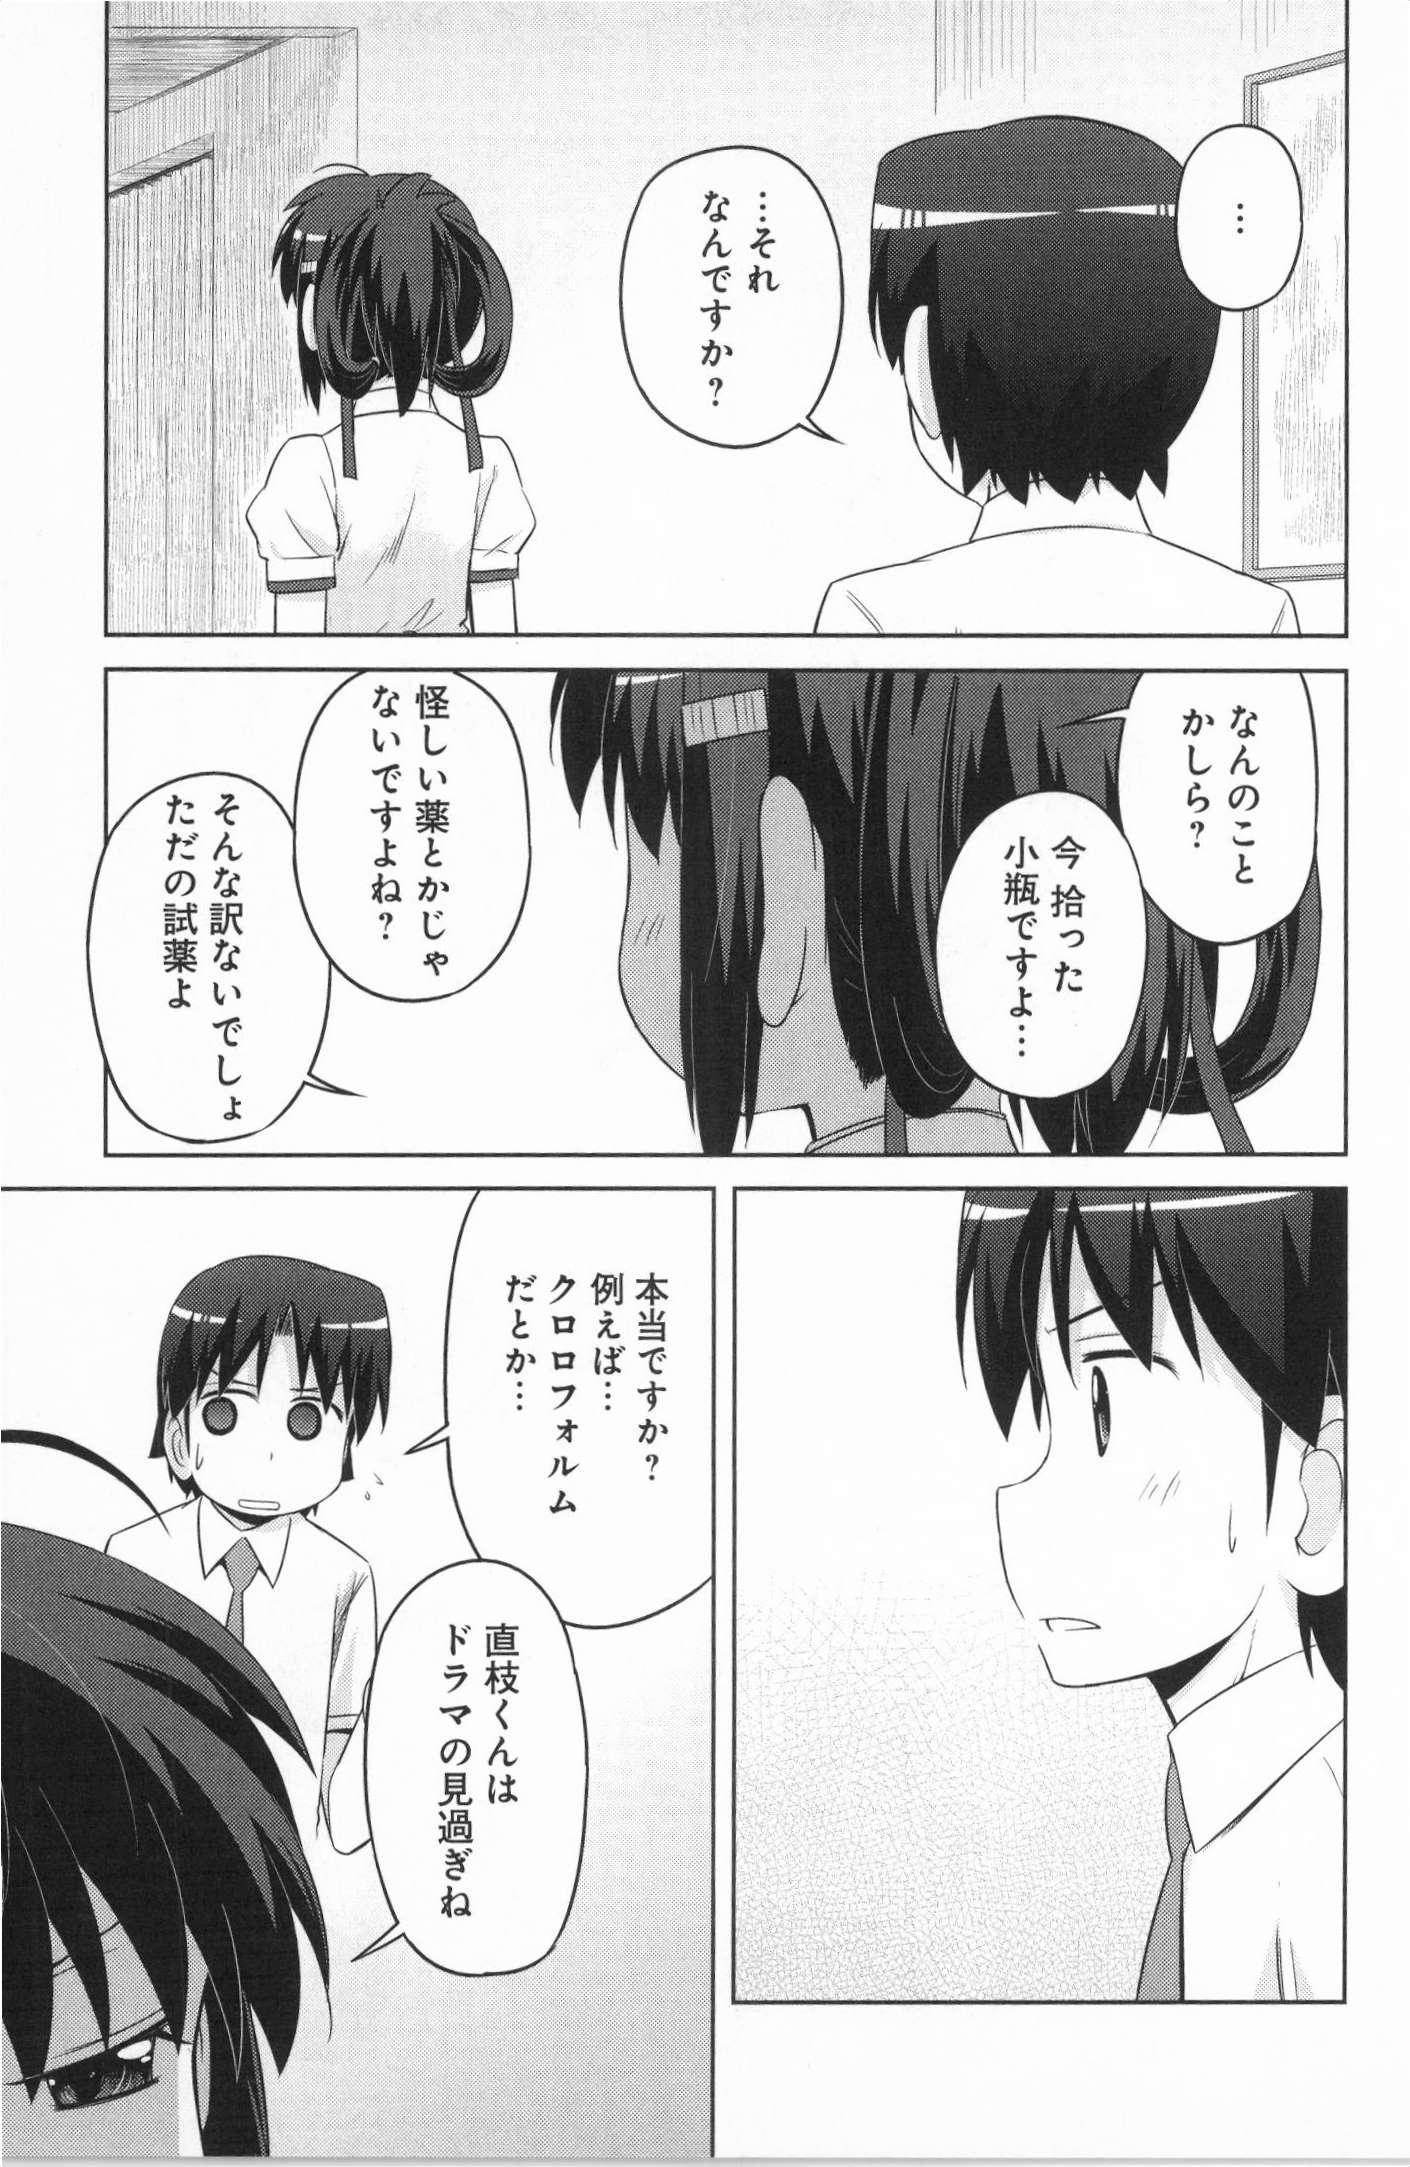 …
…それ
なんですか？
なんのこと
かしら？
今 拾った
小瓶ですよ…
怪しい薬とかじゃ
ないですよね？
そんな訳ないでしょ
ただの試薬よ
本当ですか？
例えば…
クロロフォルム
だとか…
直枝くんは
ドラマの見過ぎね